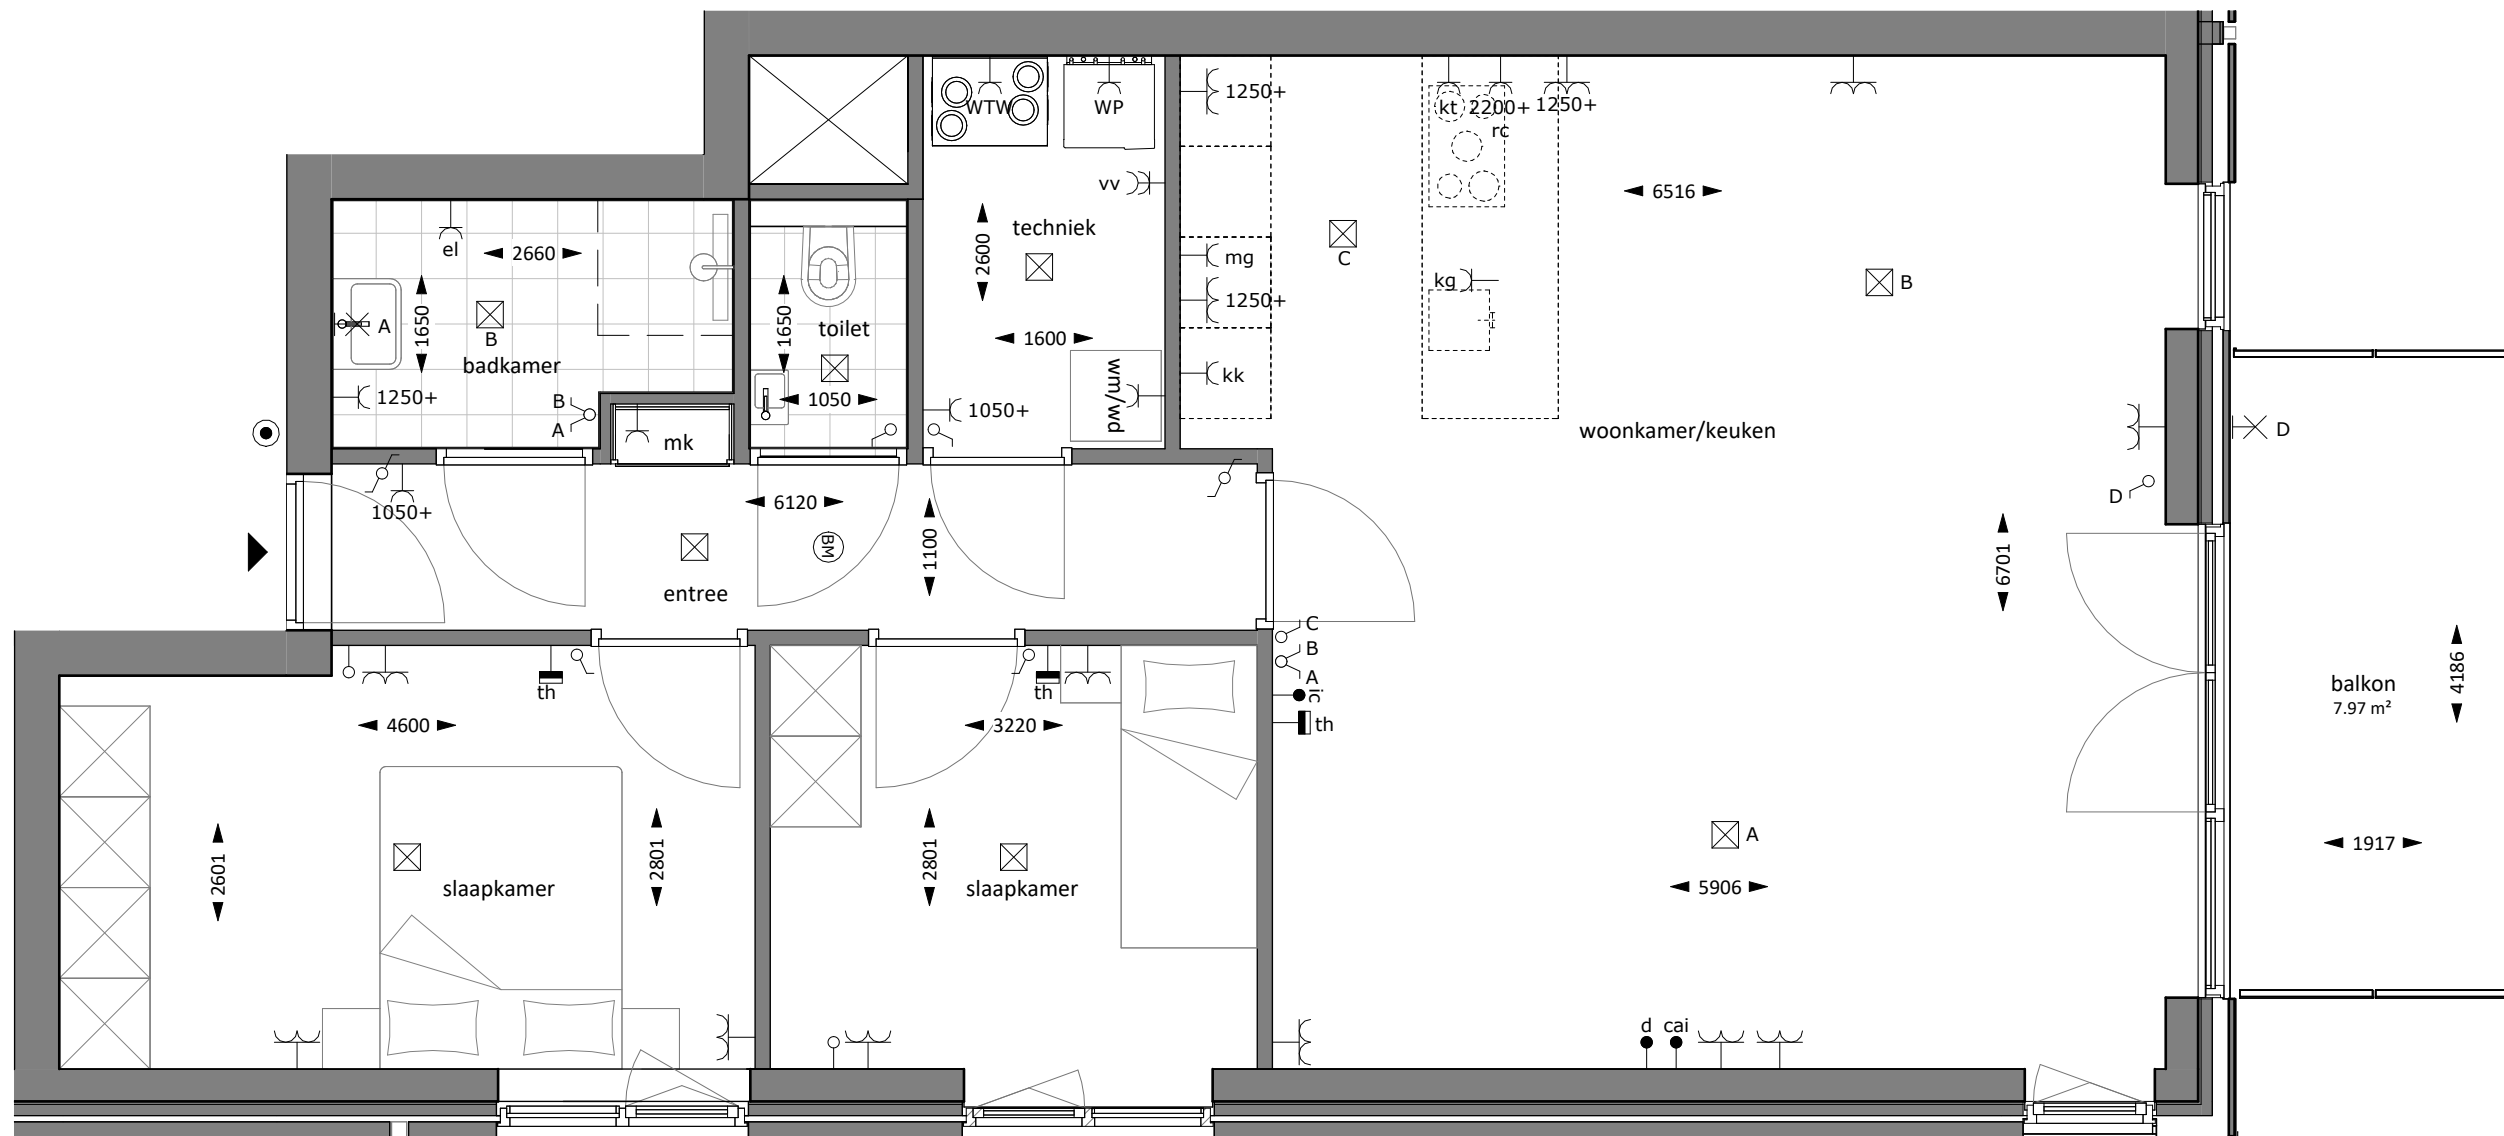 WTW
WP
1250+
kt
2200+
1250+
rc
vv
6516
techniek
2600
el
2660
mg
C
kg
B
1250+
1650
A
B
badkamer
1650
toilet
1600
wm/wd
kk
1250+
B
A
1050
1050+
mk
woonkamer/keuken
D
D
1050+
6120
BM
1100
entree
6701
C
B
A
jc
th
th
th
4600
3220
balkon
7.97 m²
4186
2601
2801
2801
slaapkamer
slaapkamer
A
5906
1917
d
cai